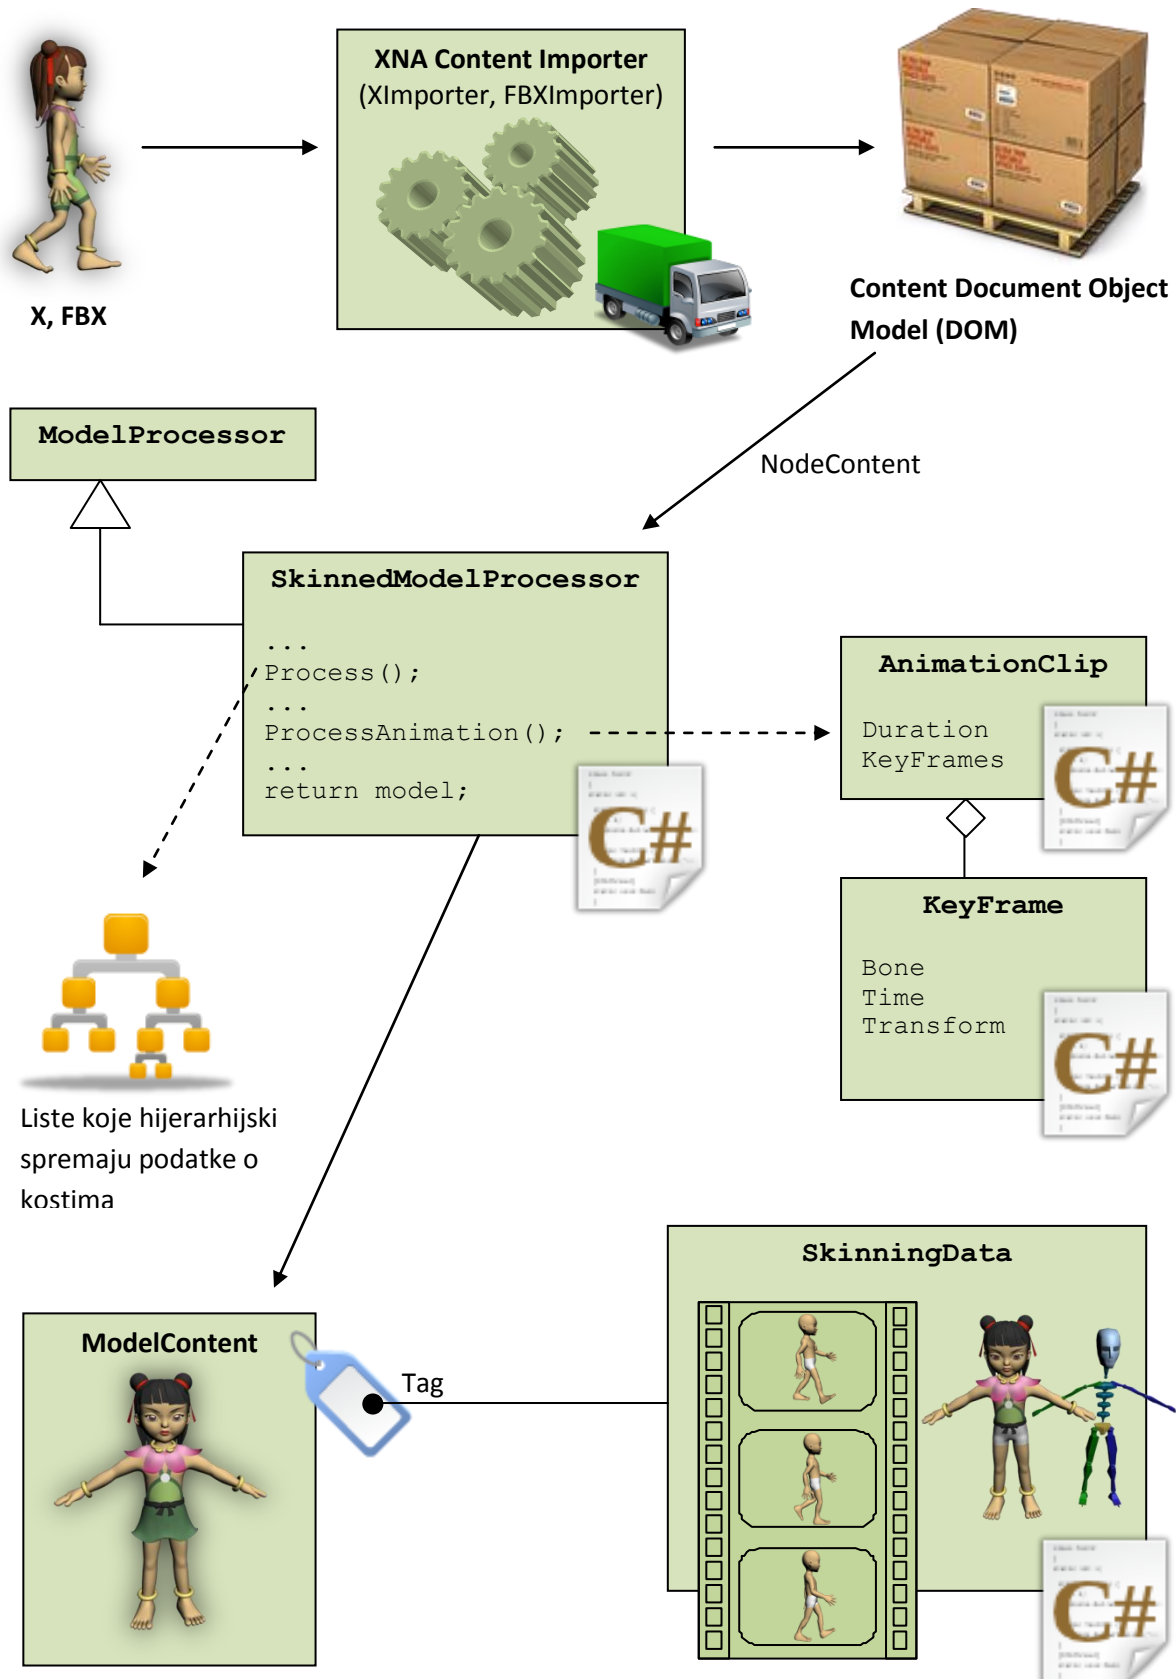 XNA Content Importer
(XImporter, FBXImporter)
X, FBX
Content Document Object
Model (DOM)
ModelProcessor
NodeContent
SkinnedModelProcessor
...
Process();
...
ProcessAnimation();
...
return model;
C#
AnimationClip
Duration
KeyFrames
C#
KeyFrame
Bone
Time
Transform
C#
Liste koje hijerarhijski
spremaju podatke o
kostima
SkinningData
ModelContent
Tag
C#